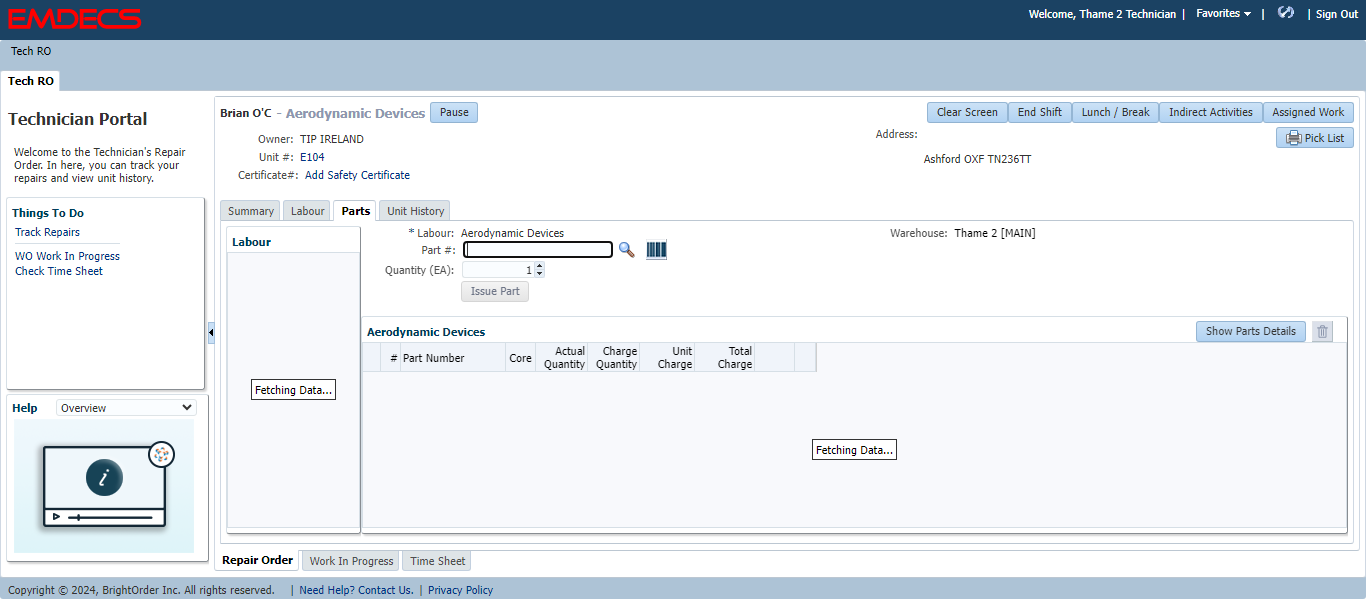 EMDECS
Welcome, Thame 2 Technician | Favorites | | Sign Out
Tech RO
Tech RO
Technician Portal
Welcome to the Technician's Repair
Order. In here, you can track your
repairs and view unit history.
Things To Do
Track Repairs
WO Work In Progress
Check Time Sheet
Help Overview
i
Brian O'C - Aerodynamic Devices Pause
Clear Screen End Shift Lunch / Break Indirect Activities Assigned Work
Owner: TIP IRELAND
Unit #: E104
Certificate#: Add Safety Certificate
Address:
Pick List
Ashford OXF TN236TT
Summary Labour Parts Unit History
Labour
Fetching Data...
* Labour: Aerodynamic Devices
Warehouse: Thame 2 [MAIN]
Part #:
Quantity (EA): 1
Issue Part
Aerodynamic Devices Show Parts Details
# Part Number Core Actual Quantity Charge Quantity Unit Charge Total Charge
Fetching Data...
Repair Order Work In Progress Time Sheet
Copyright © 2024, BrightOrder Inc. All rights reserved. | Need Help? Contact Us. | Privacy Policy